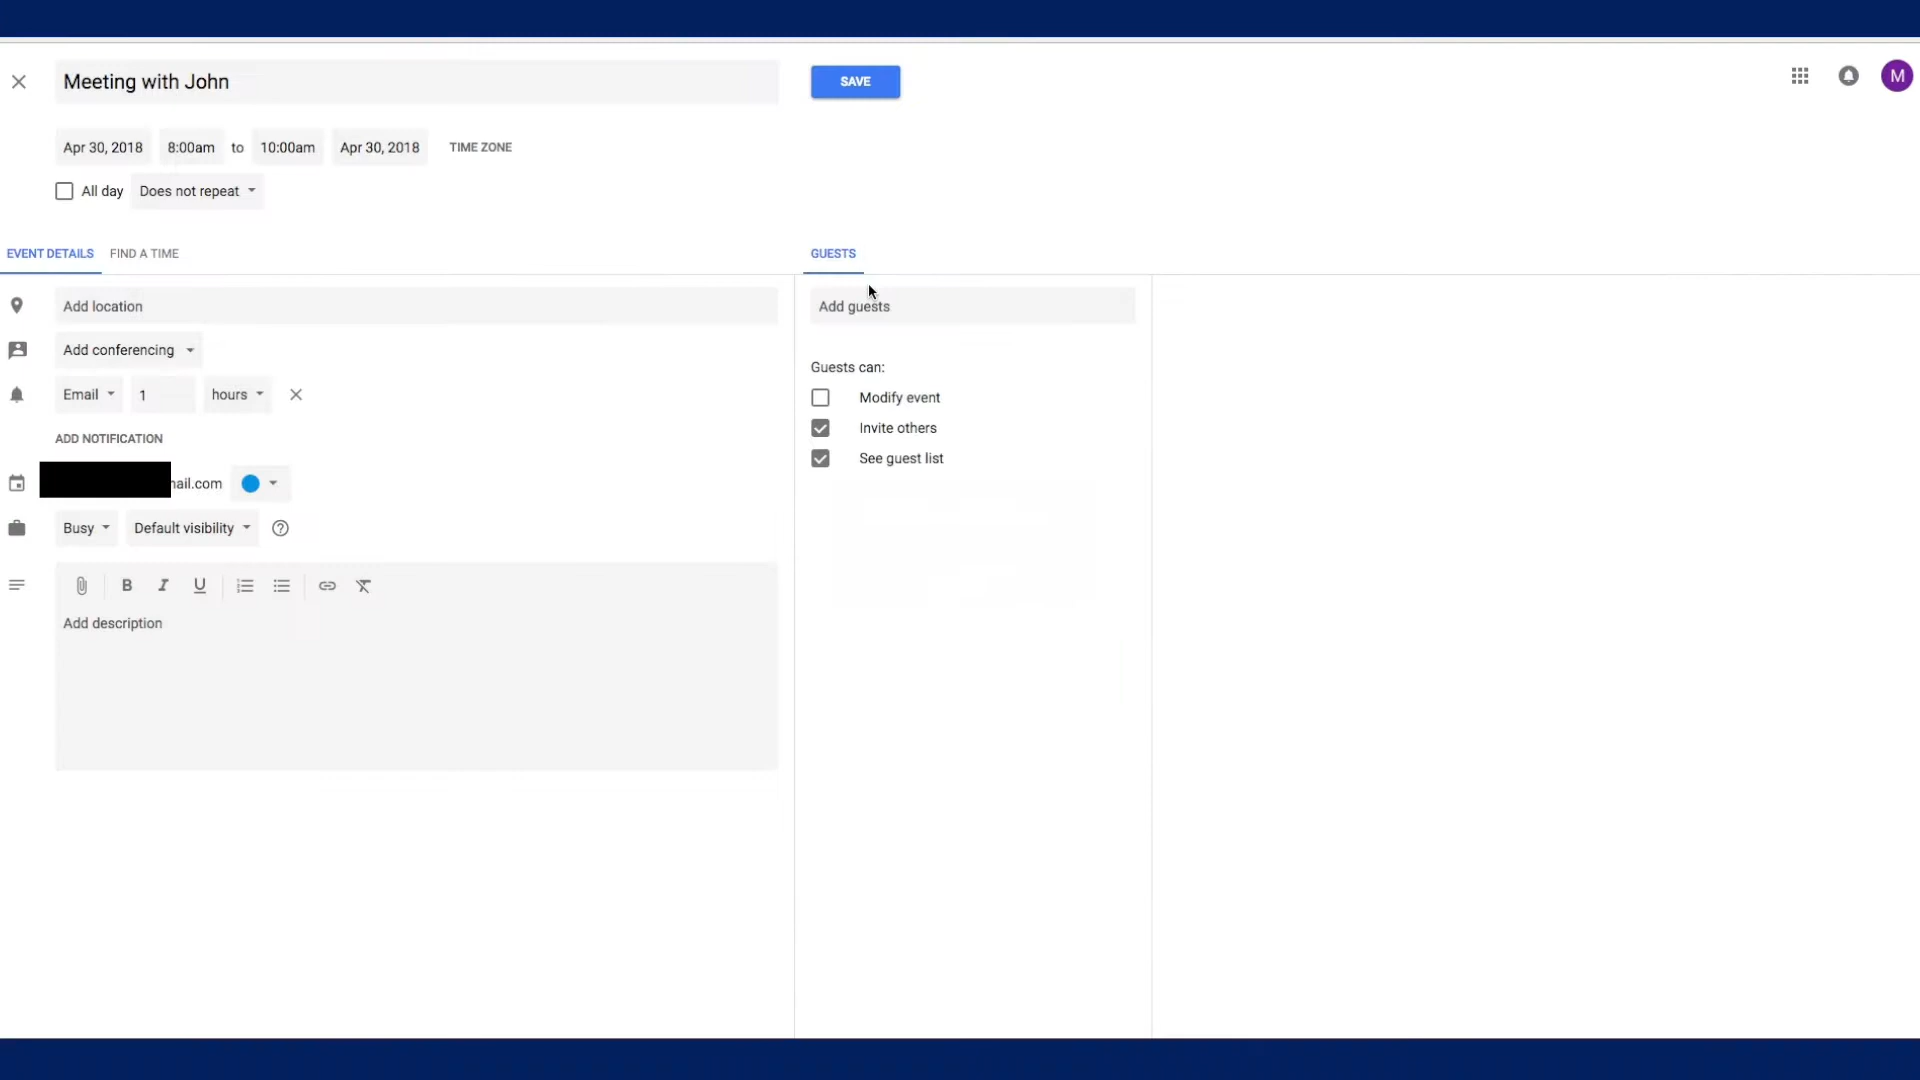 Meeting with John
SAVE
M
Apr 30, 2018 8:00am to 10:00am Apr 30, 2018 TIME ZONE
All day Does not repeat
EVENT DETAILS FIND A TIME
GUESTS
Add location
Add guests
Add conferencing
Guests can:
Email 1 hours
Modify event
Invite others
ADD NOTIFICATION
See guest list
nail.com
Busy Default visibility ?
B I U
Add description